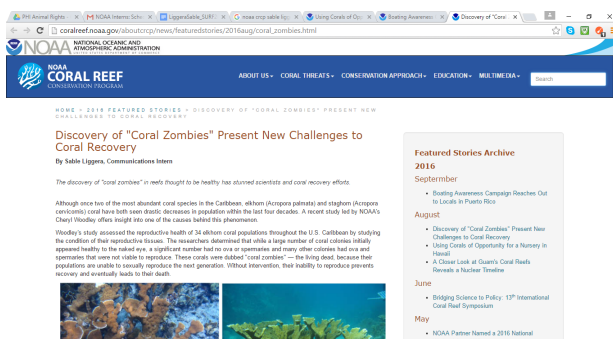 PHI Animal Rights -
NOAA Interns: Sch
LiggeraSable_SURF
noaa crcp sable lig
Using Corals of Op
Boating Awareness
Discovery of "Cora
coralreef.noaa.gov/aboutcrcp/news/featuredstories/2016aug/coral_zombies.html
NOAA NATIONAL OCEANIC AND
ATMOSPHERIC ADMINISTRATION
NOAA
CORAL REEF
CONSERVATION PROGRAM
ABOUT US CORAL THREATS CONSERVATION APPROACH EDUCATION MULTIMEDIA
Search
HOME > 2016 FEATURED STORIES > DISCOVERY OF "CORAL ZOMBIES" PRESENT NEW
CHALLENGES TO CORAL RECOVERY
Discovery of "Coral Zombies" Present New Challenges to
Coral Recovery
By Sable Liggera, Communications Intern
The discovery of "coral zombies" in reefs thought to be healthy has stunned scientists and coral recovery efforts.
Although once two of the most abundant coral species in the Caribbean, elkhorn (Acropora palmata) and staghorn (Acropora
cervicornis) coral have both seen drastic decreases in population within the last four decades. A recent study led by NOAA's
Cheryl Woodley offers insight into one of the causes behind this phenomenon.
Woodley's study assessed the reproductive health of 34 elkhorn coral populations throughout the U.S. Caribbean by studying
the condition of their reproductive tissues. The researchers determined that while a large number of coral colonies initially
appeared healthy to the naked eye, a significant number had no ova or spermaries and many other colonies had ova and
spermaries that were not viable to reproduce. These corals were dubbed "coral zombies" — the living dead, because their
populations are unable to sexually reproduce the next generation. Without intervention, their inability to reproduce prevents
recovery and eventually leads to their death.
Featured Stories Archive
2016
Septermber
Boating Awareness Campaign Reaches Out
to Locals in Puerto Rico
August
Discovery of "Coral Zombies" Present New
Challenges to Coral Recovery
Using Corals of Opportunity for a Nursery in
Hawaii
A Closer Look at Guam's Coral Reefs
Reveals a Nuclear Timeline
June
Bridging Science to Policy: 13th International
Coral Reef Symposium
May
NOAA Partner Named a 2016 National